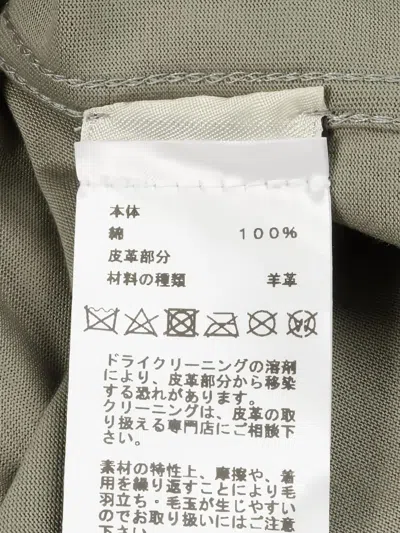 本体
綿 100%
皮革部分
材料の種類 羊革
ドライクリーニングの溶剤
により、皮革部分から移染
する恐れがあります。
クリーニングは、皮革の取
り扱える専門店にご相談下
さい。
素材の特性上、摩擦や、着
用を繰り返すことにより毛
羽立ち・毛玉が生じやすい
のでお取り扱いにはご注意
下さい。